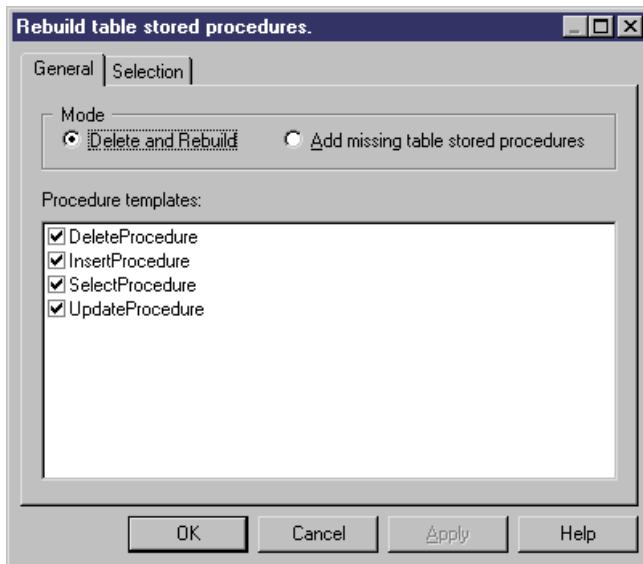 Rebuild table stored procedures.
General Selection
Mode
Delete and Rebuild Add missing table stored procedures
Procedure templates:
DeleteProcedure
InsertProcedure
SelectProcedure
UpdateProcedure
OK Cancel Apply Help